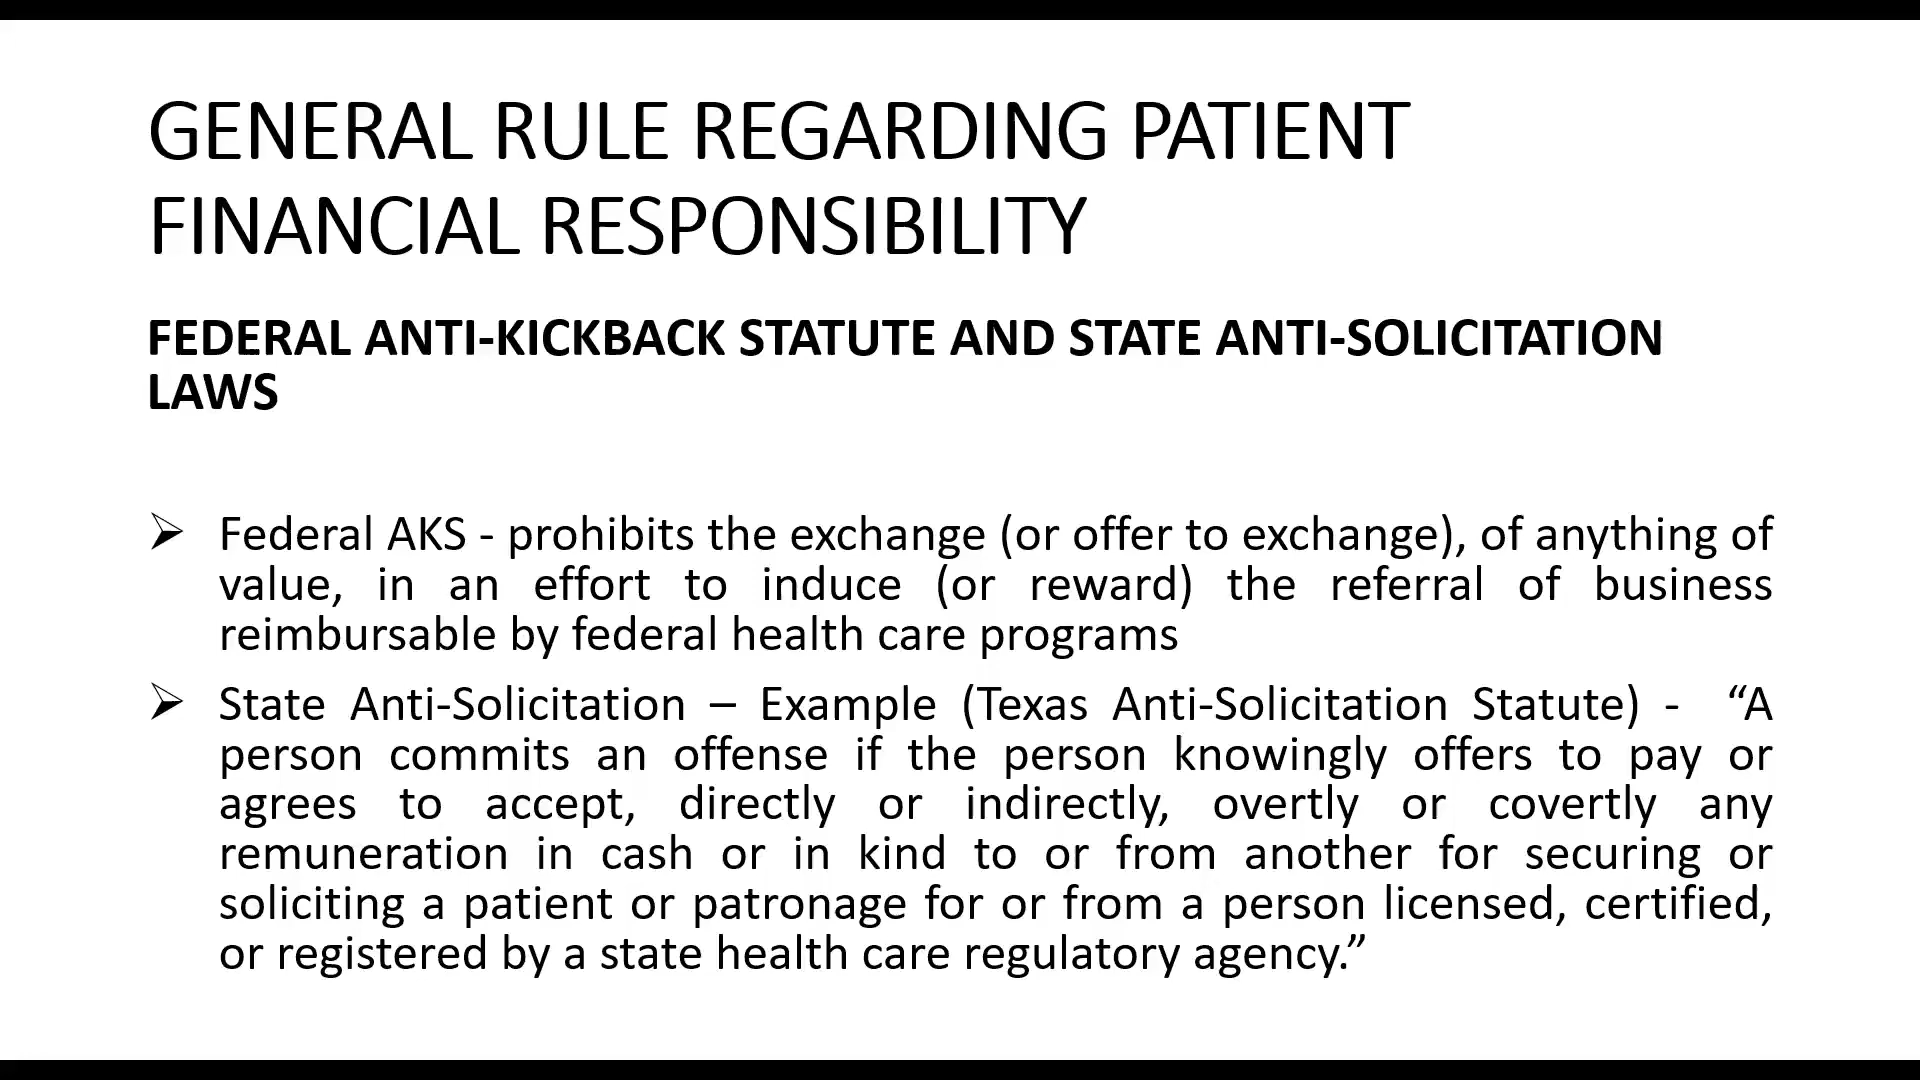 GENERAL RULE REGARDING PATIENT
FINANCIAL RESPONSIBILITY
FEDERAL ANTI-KICKBACK STATUTE AND STATE ANTI-SOLICITATION
LAWS
➢ Federal AKS - prohibits the exchange (or offer to exchange), of anything of
value, in an effort to induce (or reward) the referral of business
reimbursable by federal health care programs
➢ State Anti-Solicitation – Example (Texas Anti-Solicitation Statute) - “A
person commits an offense if the person knowingly offers to pay or
agrees to accept, directly or indirectly, overtly or covertly any
remuneration in cash or in kind to or from another for securing or
soliciting a patient or patronage for or from a person licensed, certified,
or registered by a state health care regulatory agency.”